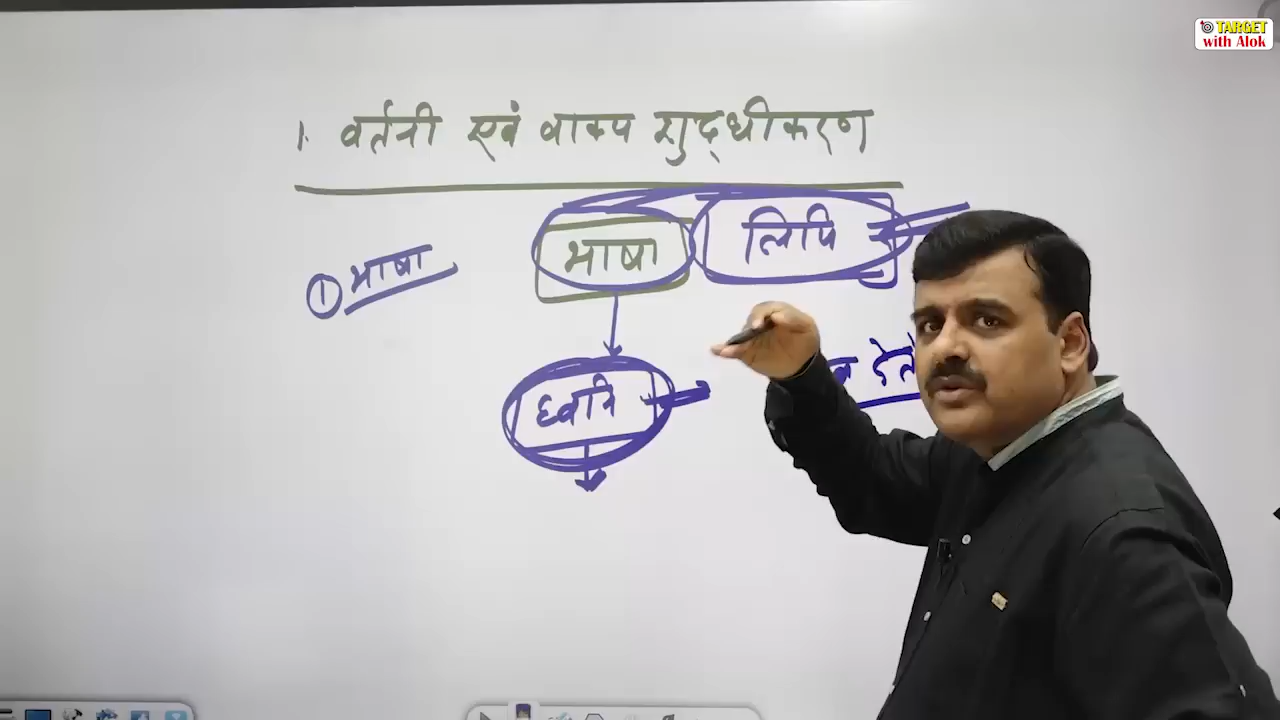 TARGET
with Alok
1. वर्तनी एवं वाक्य शुद्धीकरण
भाषा लिपि
① भाषा
ध्वनि